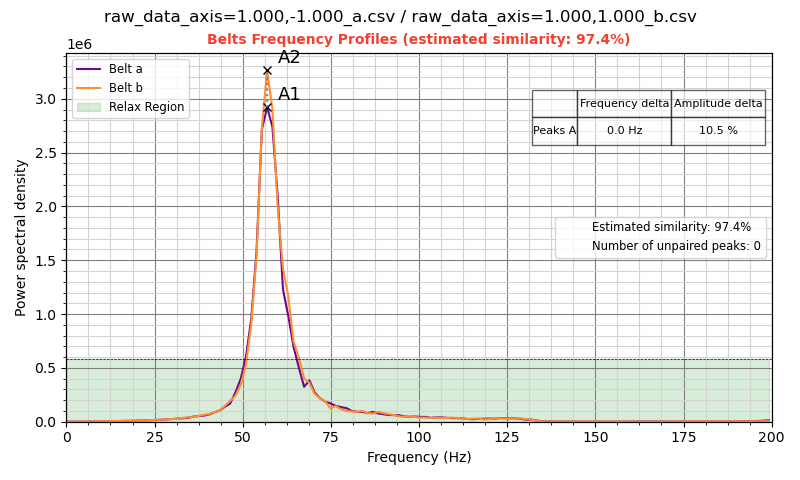 raw_data_axis=1.000,-1.000_a.csv / raw_data_axis=1.000,1.000_b.csv
Belts Frequency Profiles (estimated similarity: 97.4%)
1e6
A2
A1
Belt a
Belt b
Relax Region
Frequency delta Amplitude delta
Peaks A 0.0 Hz 10.5 %
Estimated similarity: 97.4%
Number of unpaired peaks: 0
Power spectral density
3.0
2.5
2.0
1.5
1.0
0.5
0.0
0 25 50 75 100 125 150 175 200
Frequency (Hz)